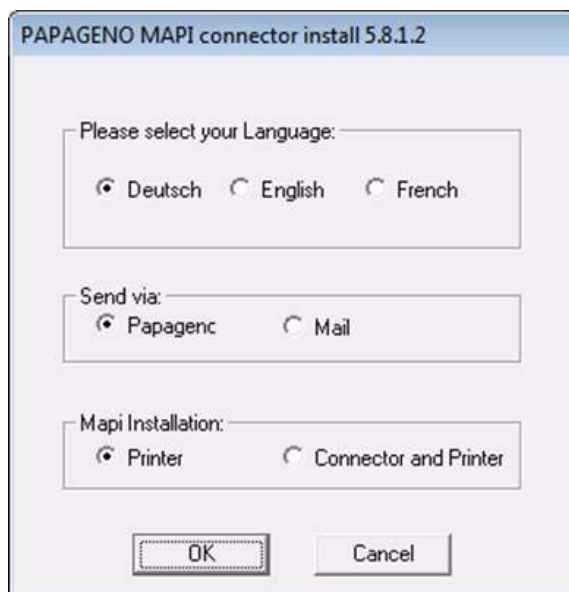 PAPAGENO MAPI connector install 5.8.1.2
Please select your Language:
Deutsch English French
Send via:
Papagenc Mail
Mapi Installation:
Printer Connector and Printer
OK Cancel